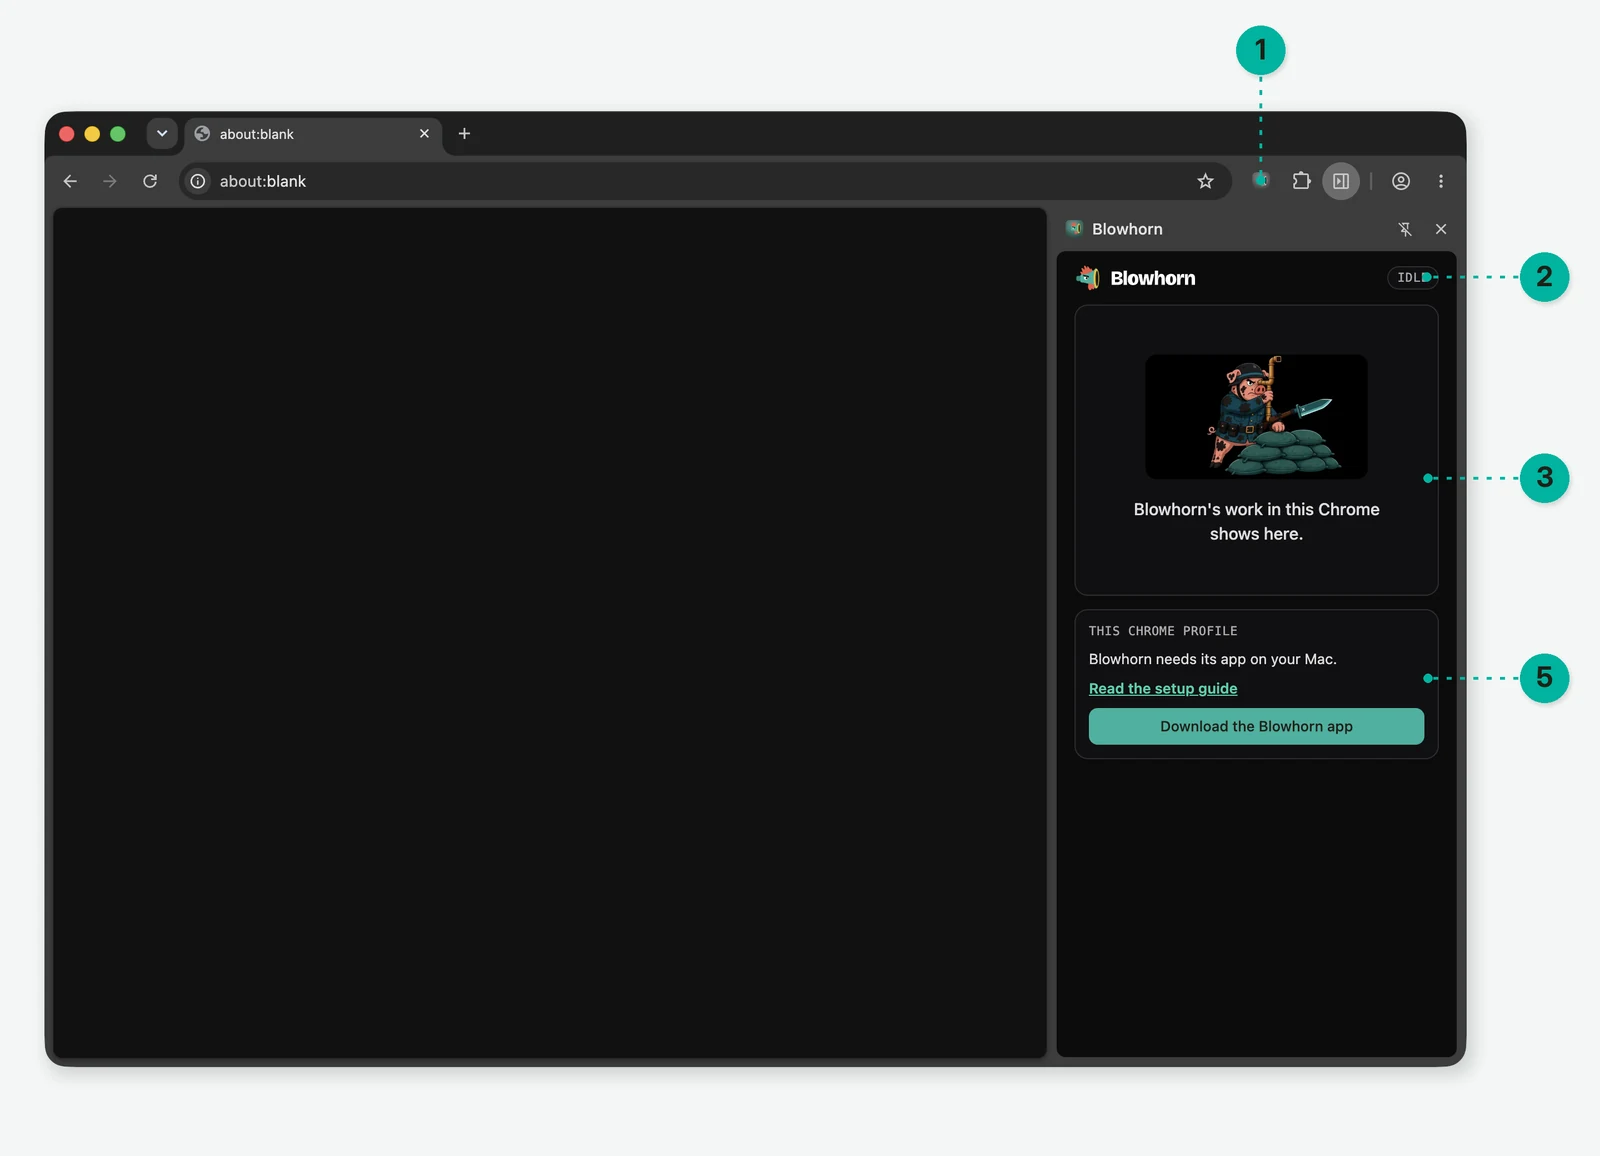 1
about:blank
about:blank
Blowhorn
Blowhorn
IDLE
2
Blowhorn's work in this Chrome
shows here.
3
THIS CHROME PROFILE
Blowhorn needs its app on your Mac.
Read the setup guide
5
Download the Blowhorn app